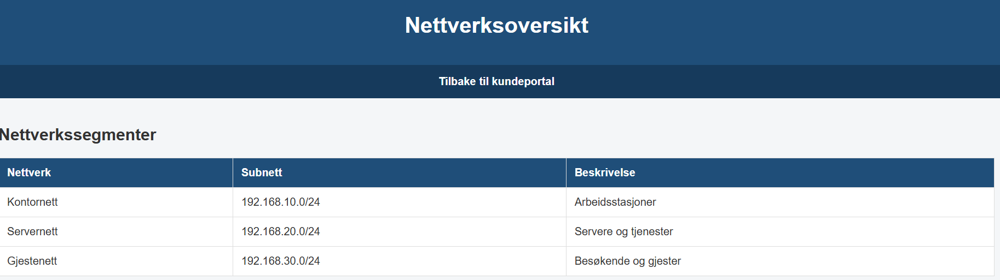 Nettverksoversikt
Tilbake til kundeportal
Nettverkssegmenter
Nettverk Subnett Beskrivelse
Kontornett 192.168.10.0/24 Arbeidsstasjoner
Servernett 192.168.20.0/24 Servere og tjenester
Gjestenett 192.168.30.0/24 Besøkende og gjester